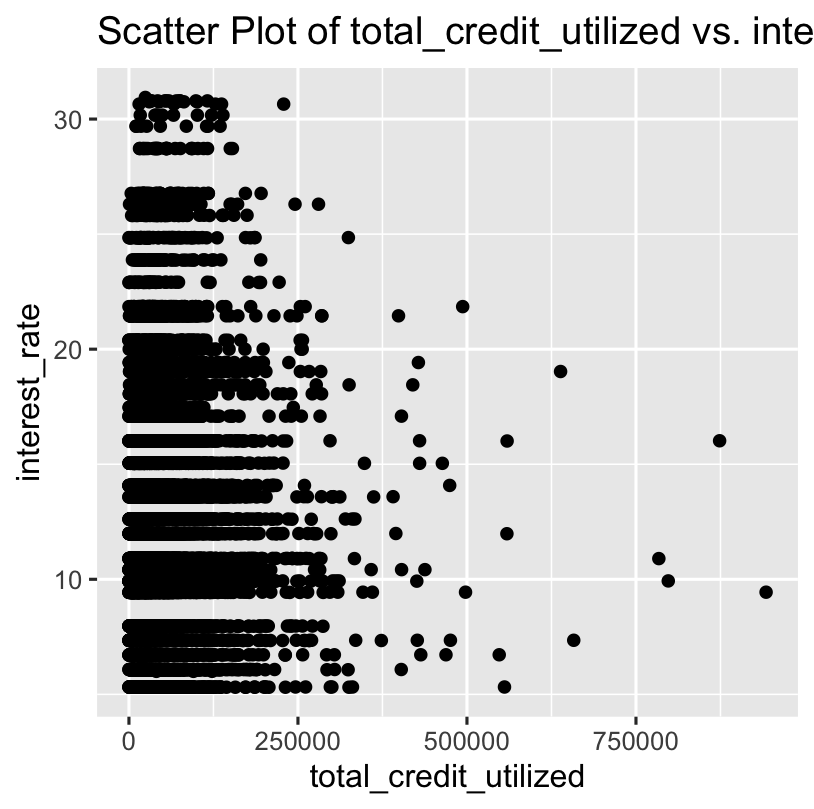 Scatter Plot of total_credit_utilized vs. inte
30
20
10
interest_rate
0 250000 500000 750000
total_credit_utilized